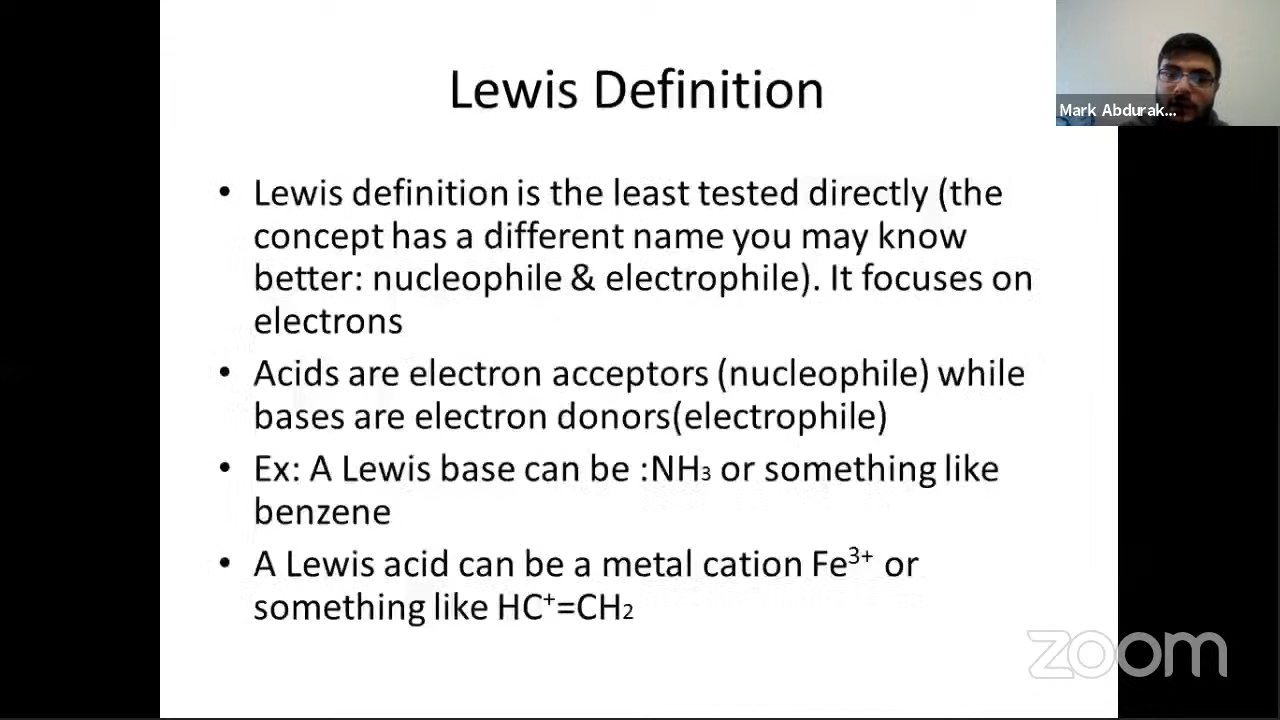 Lewis Definition
Mark Abdurak...
• Lewis definition is the least tested directly (the
concept has a different name you may know
better: nucleophile & electrophile). It focuses on
electrons
• Acids are electron acceptors (nucleophile) while
bases are electron donors(electrophile)
• Ex: A Lewis base can be :NH₃ or something like
benzene
• A Lewis acid can be a metal cation Fe³⁺ or
something like HC⁺=CH₂
zoom